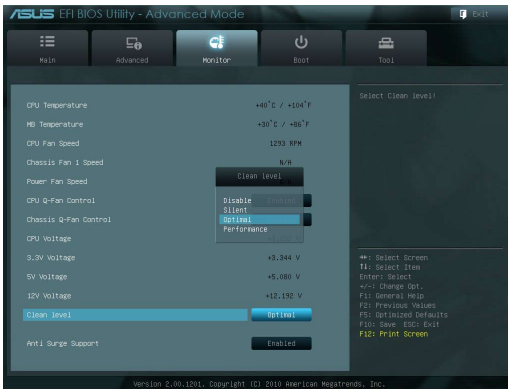 ASUS EFI BIOS Utility - Advanced Mode
Exit
Main
Advanced
Monitor
Boot
Tool
CPU Temperature +40°C / +104°F
MB Temperature +30°C / +86°F
CPU Fan Speed 1293 RPM
Chassis Fan 1 Speed N/A
Power Fan Speed
CPU Q-Fan Control
Chassis Q-Fan Control
CPU Voltage
3.3V Voltage +3.344 V
5V Voltage +5.080 V
12V Voltage +12.192 V
Clean level Optimal
Anti Surge Support Enabled
Clean level
Disable
Silent
Optimal
Performance
Select Clean level!
→←: Select Screen
↑↓: Select Item
Enter: Select
+/-: Change Opt.
F1: General Help
F2: Previous Values
F5: Optimized Defaults
F10: Save ESC: Exit
F12: Print Screen
Version 2.00.1201. Copyright (C) 2010 American Megatrends, Inc.